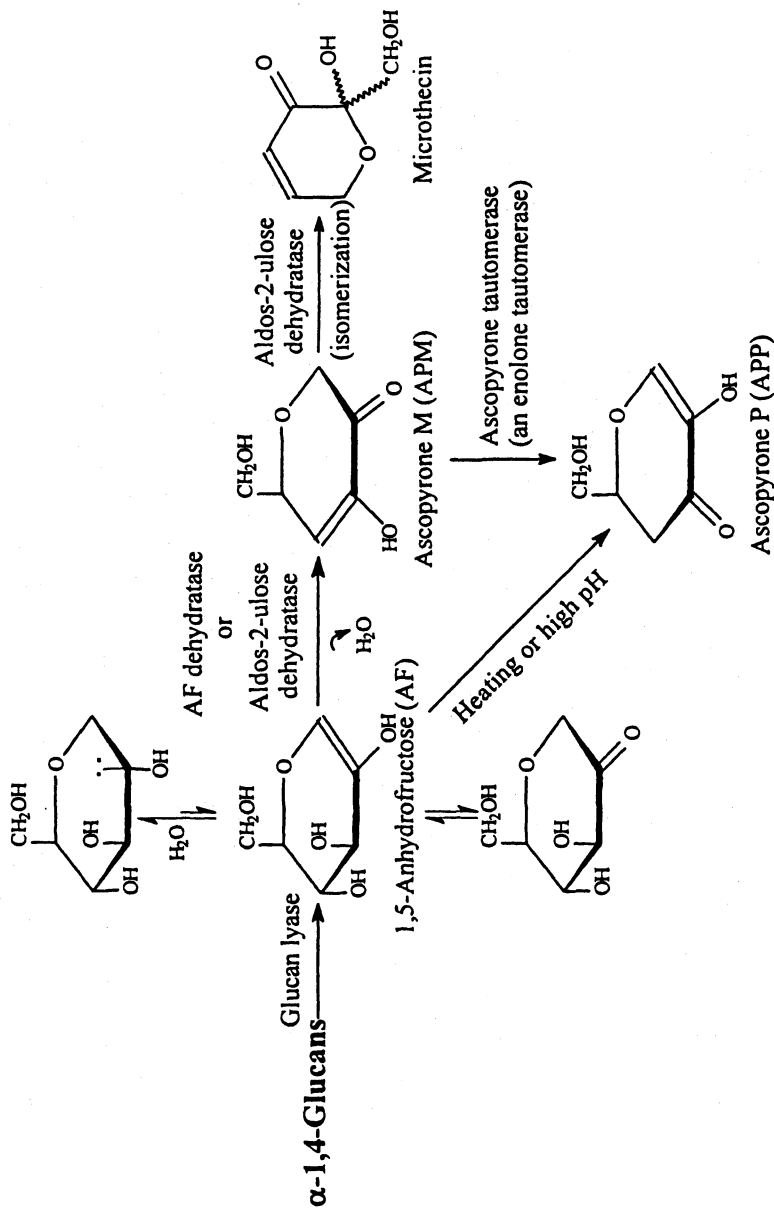 CH₂OH
O
OH
OH
OH
H₂O
α-1,4-Glucans
Glucan lyase
CH₂OH
O
OH
OH
OH
1,5-Anhydrofructose (AF)
CH₂OH
O
OH
OH
O
AF dehydratase
or
Aldos-2-ulose
dehydratase
H₂O
Heating or high pH
CH₂OH
O
HO
O
Ascopyrone M (APM)
Aldos-2-ulose
dehydratase
(isomerization)
O
OH
O
CH₂OH
Microthecin
Ascopyrone tautomerase
(an enolone tautomerase)
CH₂OH
O
O
OH
Ascopyrone P (APP)